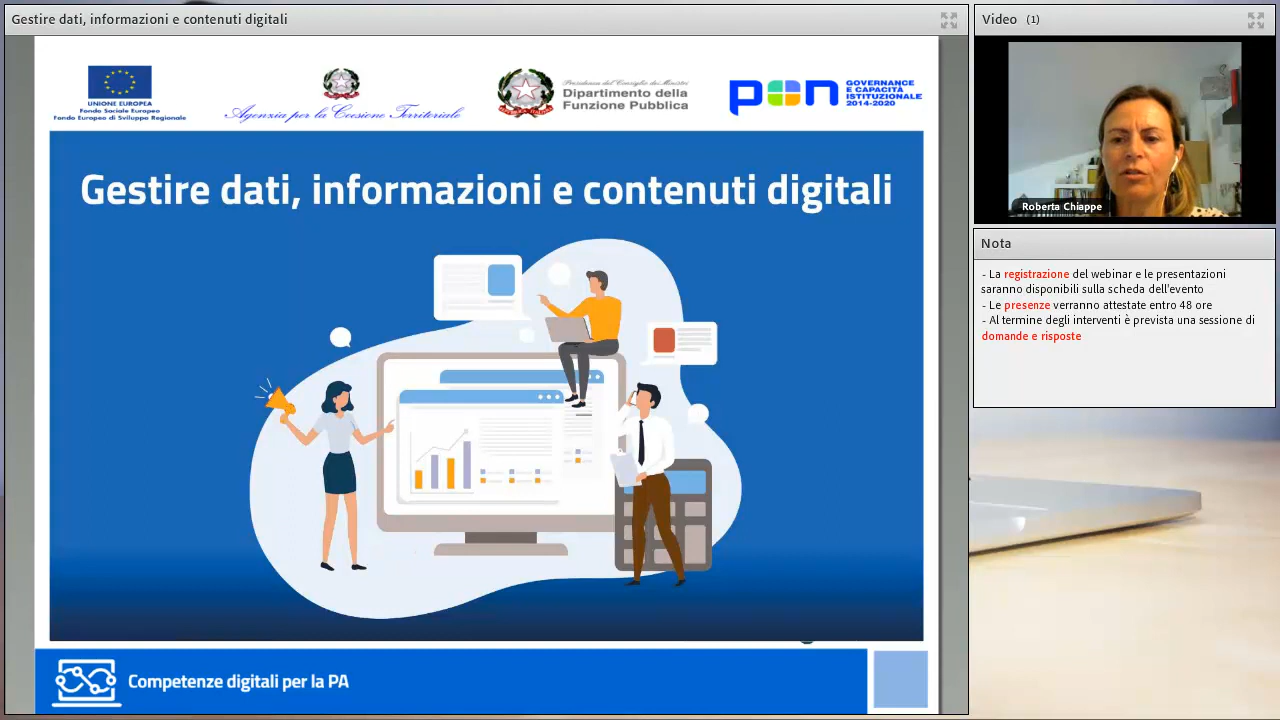 Gestire dati, informazioni e contenuti digitali
UNIONE EUROPEA
Fondo Sociale Europeo
Fondo Europeo di Sviluppo Regionale
Agenzia per la Coesione Territoriale
Presidenza del Consiglio dei Ministri
Dipartimento della
Funzione Pubblica
pon
GOVERNANCE
E CAPACITÀ
ISTITUZIONALE
2014-2020
Gestire dati, informazioni e contenuti digitali
Competenze digitali per la PA
Video (1)
Roberta Chiappe
Nota
- La registrazione del webinar e le presentazioni
saranno disponibili sulla scheda dell'evento
- Le presenze verranno attestate entro 48 ore
- Al termine degli interventi è prevista una sessione di
domande e risposte